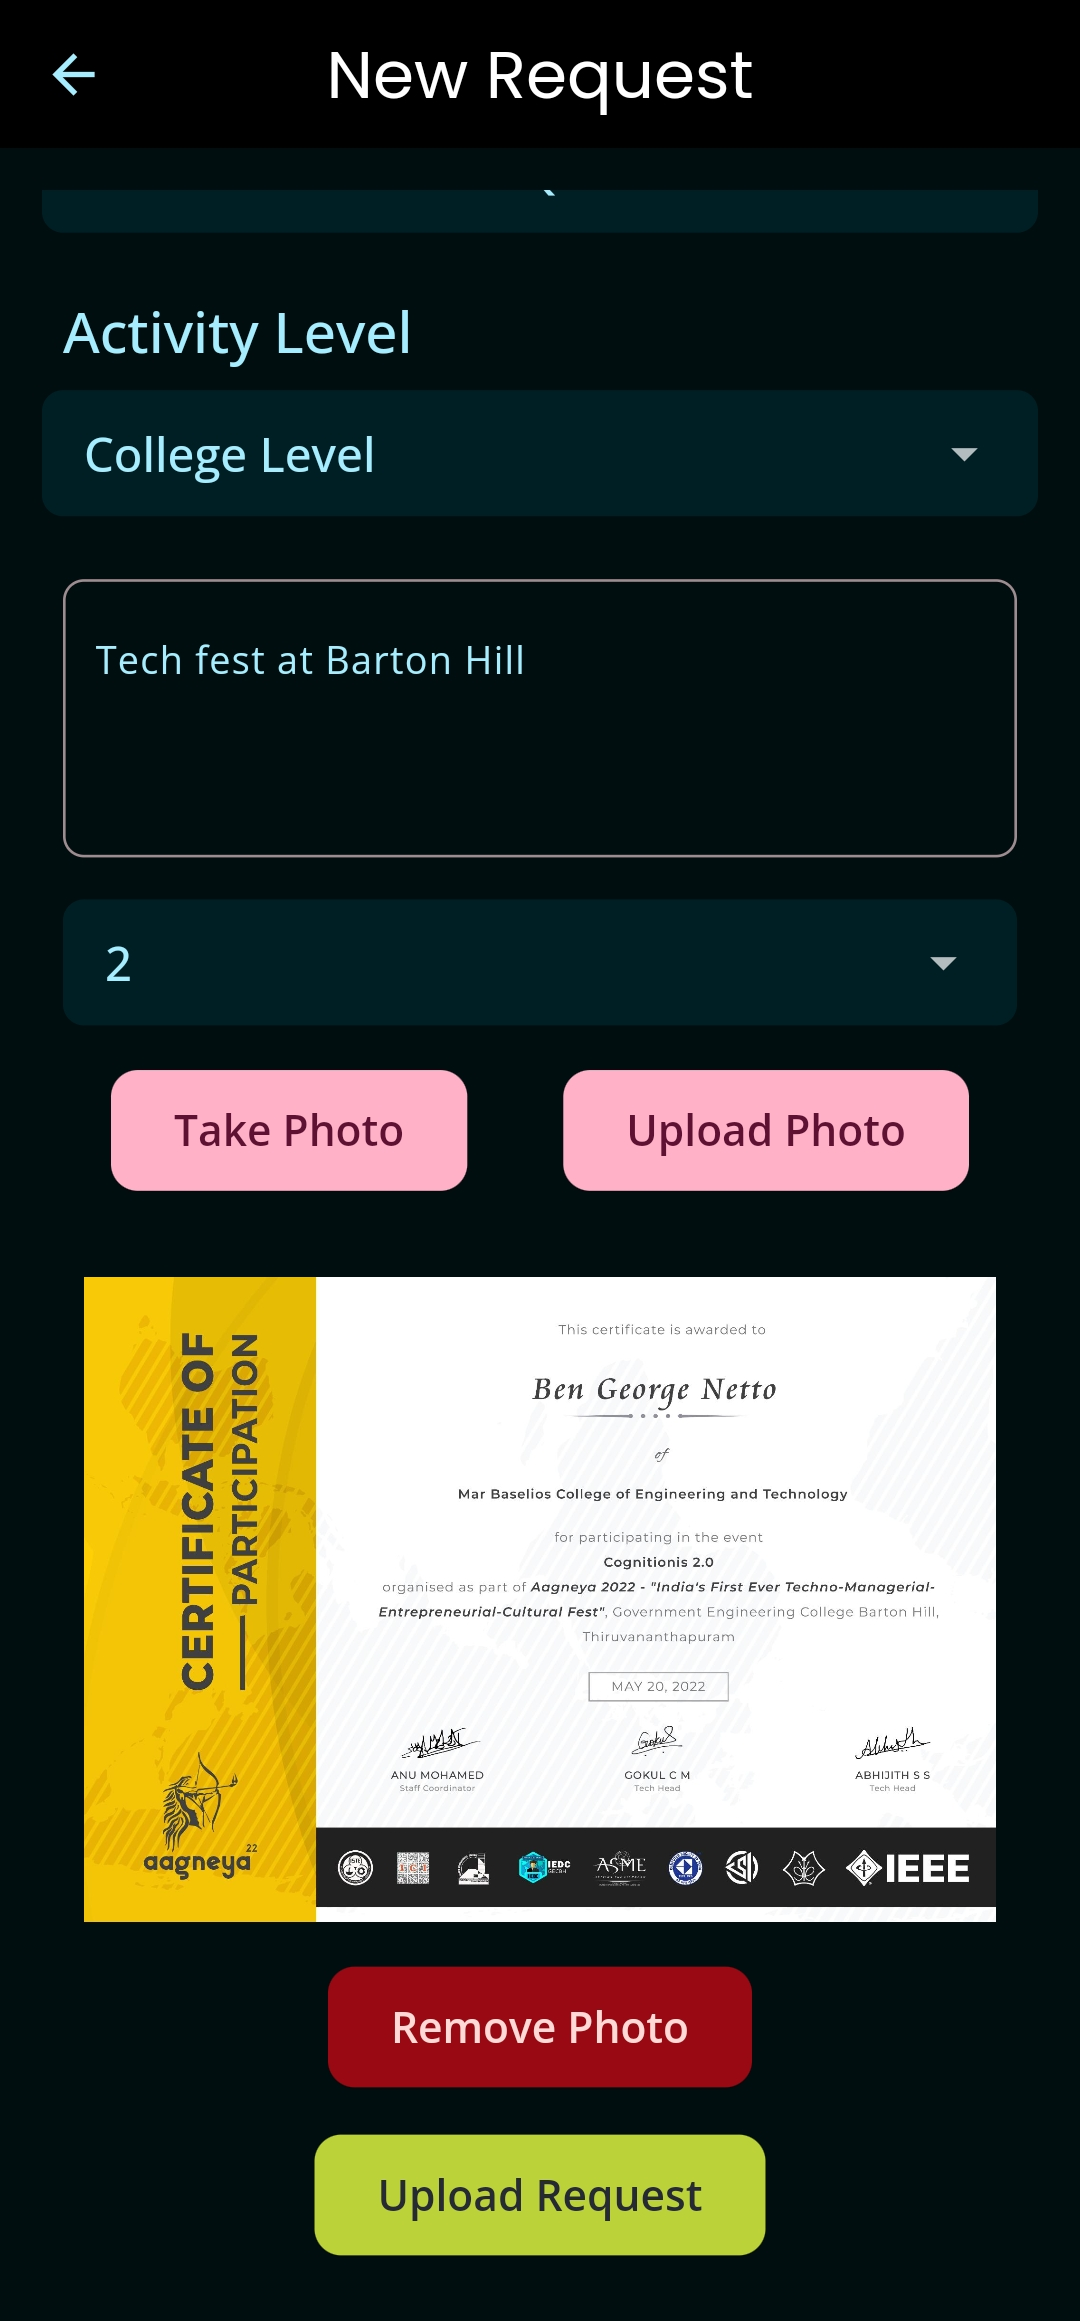 New Request
Activity Level
College Level
Tech fest at Barton Hill
2
Take Photo
Upload Photo
CERTIFICATE OF
PARTICIPATION
aagneya
22
This certificate is awarded to
Ben George Netto
of
Mar Baselios College of Engineering and Technology
for participating in the event
Cognitionis 2.0
organised as part of Aagneya 2022 - "India's First Ever Techno-Managerial-
Entrepreneurial-Cultural Fest", Government Engineering College Barton Hill,
Thiruvananthapuram
MAY 20, 2022
ANU MOHAMED
Staff Coordinator
GOKUL C M
Tech Head
ABHIJITH S S
Tech Head
IEDC
ASME
IEEE
Remove Photo
Upload Request